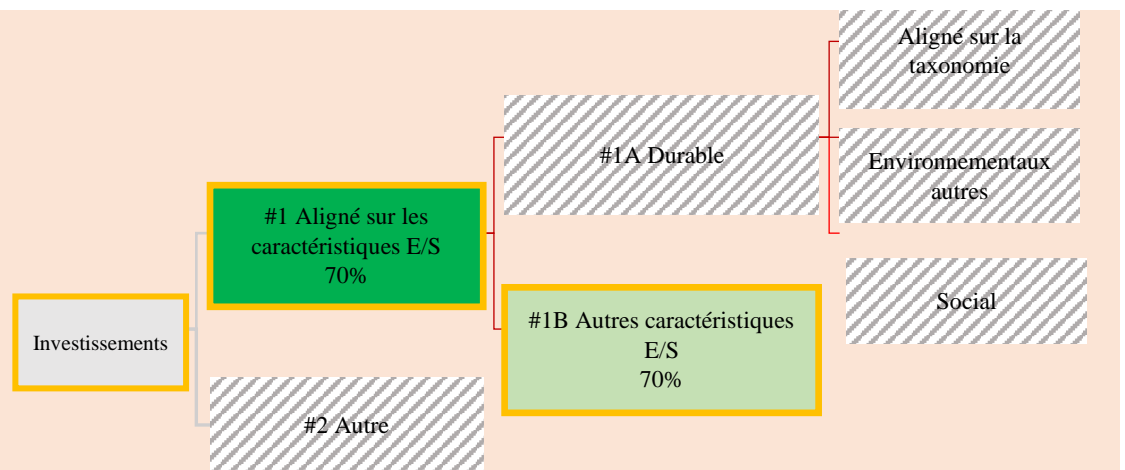 Aligné sur la
taxonomie
#1A Durable
Environnementaux
autres
#1 Aligné sur les
caractéristiques E/S
70%
Social
#1B Autres caractéristiques
E/S
70%
Investissements
#2 Autre